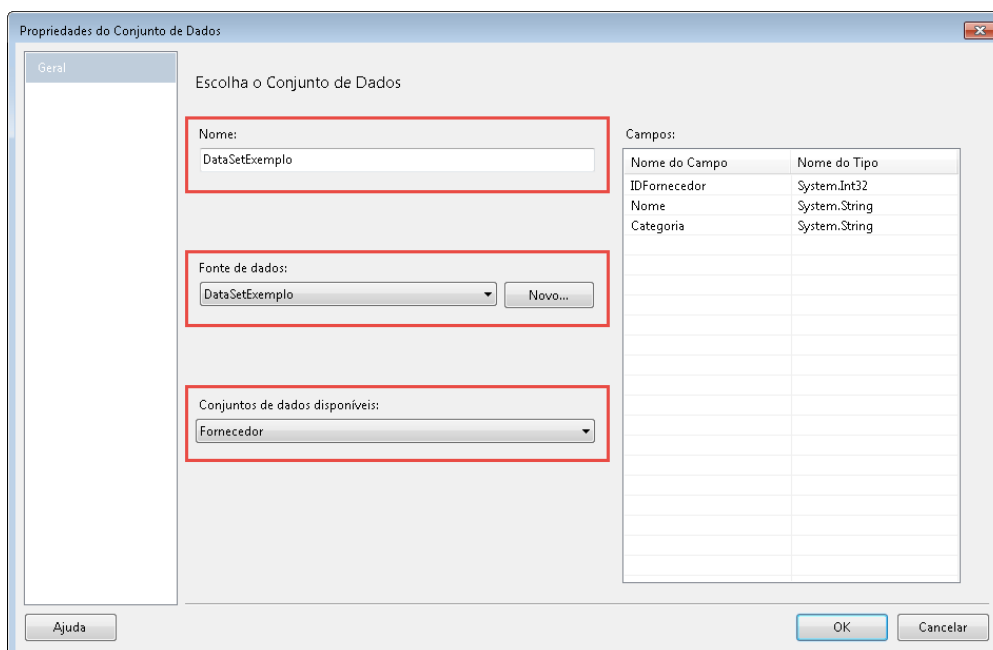 Propriedades do Conjunto de Dados
Geral
Escolha o Conjunto de Dados
Nome:
DataSetExemplo
Fonte de dados:
DataSetExemplo
Novo...
Conjuntos de dados disponíveis:
Fornecedor
Campos:
Nome do Campo Nome do Tipo
IDFornecedor System.Int32
Nome System.String
Categoria System.String
Ajuda
OK
Cancelar